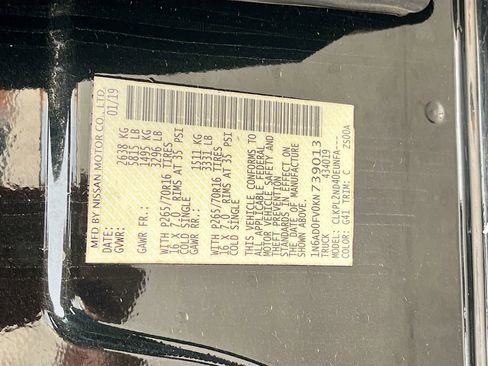 MFD BY NISSAN MOTOR CO., LTD.
DATE: 01/19
GVWR: 2638 KG
5815 LB
GAWR FR: 1495 KG
3296 LB
WITH P265/70R16 TIRES
16 X 7.0 RIMS AT 35 PSI
COLD SINGLE
GAWR RR: 1511 KG
3331 LB
WITH P265/70R16 TIRES
16 X 7.0 RIMS AT 35 PSI
COLD SINGLE
THIS VEHICLE CONFORMS TO
ALL APPLICABLE FEDERAL
MOTOR VEHICLE SAFETY AND
THEFT PREVENTION
STANDARDS IN EFFECT ON
THE DATE OF MANUFACTURE
SHOWN ABOVE.
1N6AD0FV0KN739013
TRUCK 434019
MODEL:
COLOR: G41 TRIM: C